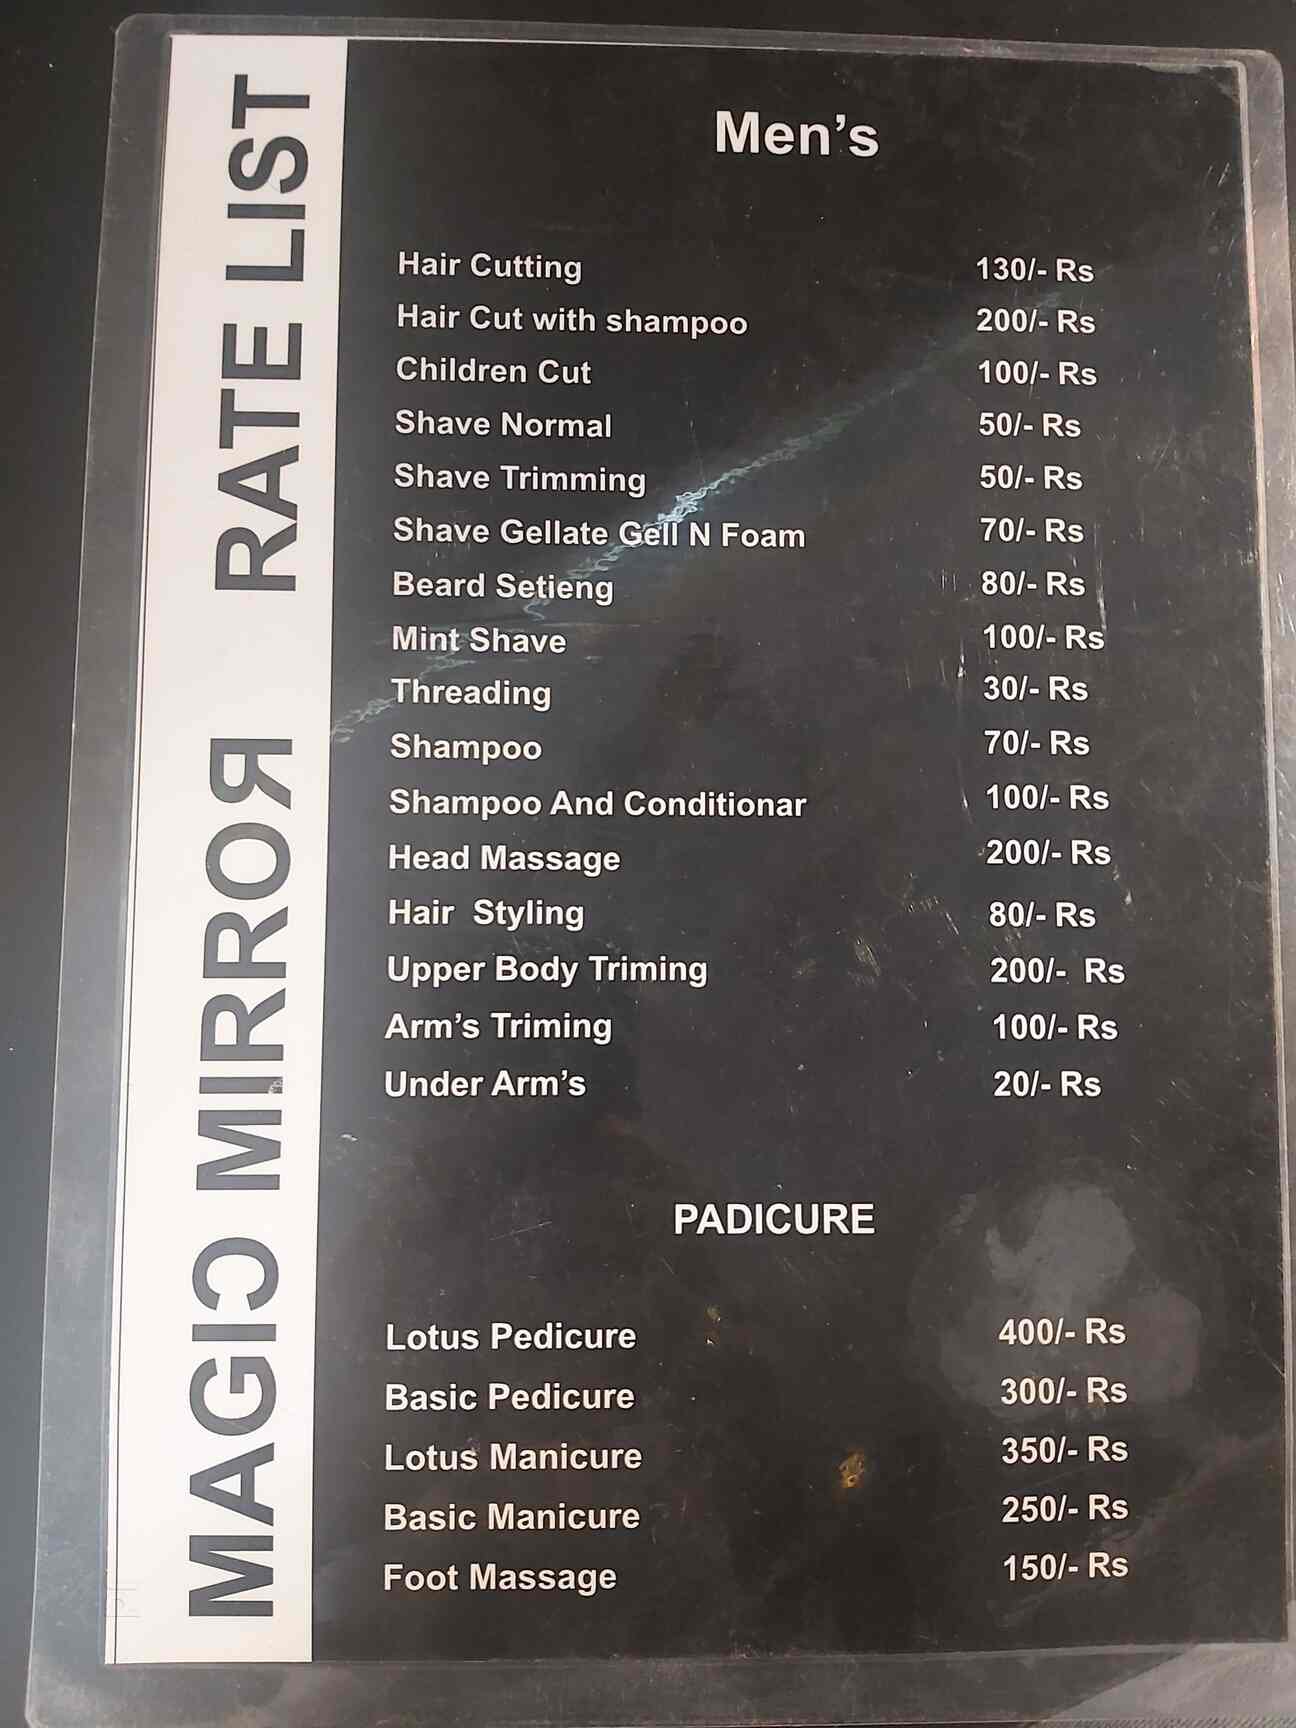 MAGIC MIRROR RATE LIST
Men's
Hair Cutting 130/- Rs
Hair Cut with shampoo 200/- Rs
Children Cut 100/- Rs
Shave Normal 50/- Rs
Shave Trimming 50/- Rs
Shave Gellate Gell N Foam 70/- Rs
Beard Setieng 80/- Rs
Mint Shave 100/- Rs
Threading 30/- Rs
Shampoo 70/- Rs
Shampoo And Conditionar 100/- Rs
Head Massage 200/- Rs
Hair Styling 80/- Rs
Upper Body Triming 200/- Rs
Arm's Triming 100/- Rs
Under Arm's 20/- Rs
PADICURE
Lotus Pedicure 400/- Rs
Basic Pedicure 300/- Rs
Lotus Manicure 350/- Rs
Basic Manicure 250/- Rs
Foot Massage 150/- Rs